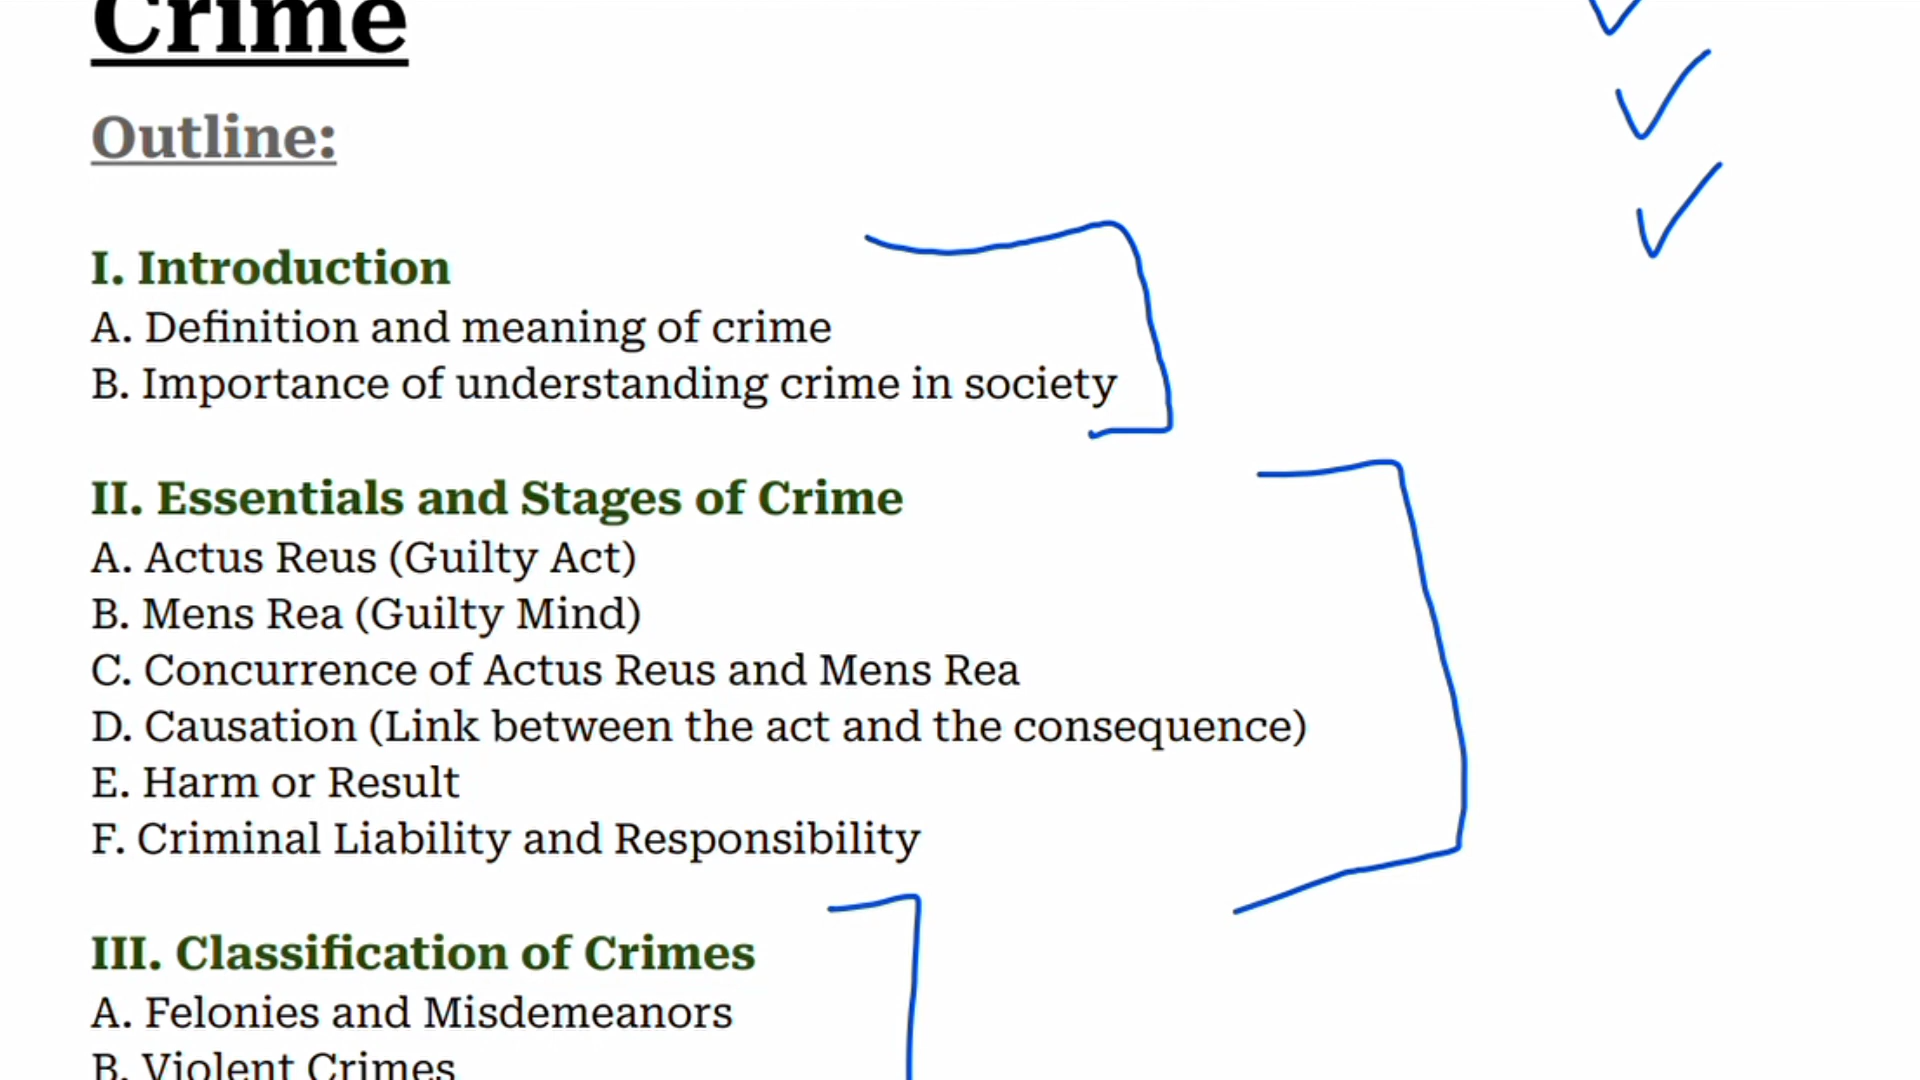 Crime
Outline:
I. Introduction
A. Definition and meaning of crime
B. Importance of understanding crime in society
II. Essentials and Stages of Crime
A. Actus Reus (Guilty Act)
B. Mens Rea (Guilty Mind)
C. Concurrence of Actus Reus and Mens Rea
D. Causation (Link between the act and the consequence)
E. Harm or Result
F. Criminal Liability and Responsibility
III. Classification of Crimes
A. Felonies and Misdemeanors
B. Violent Crimes